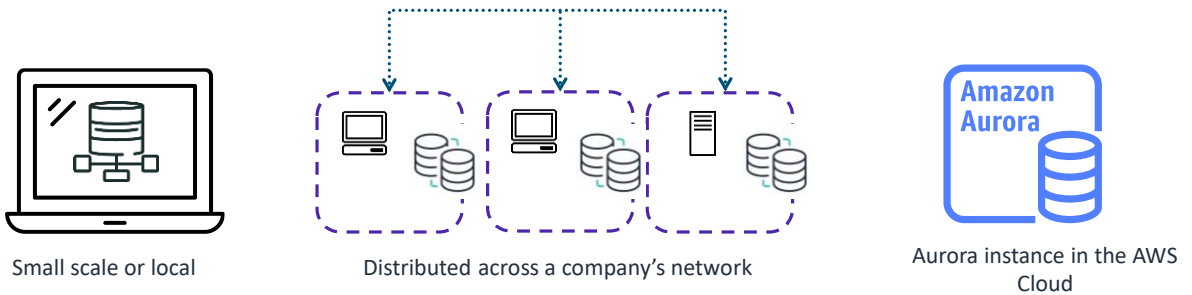 Amazon
Aurora
Small scale or local
Distributed across a company’s network
Aurora instance in the AWS
Cloud